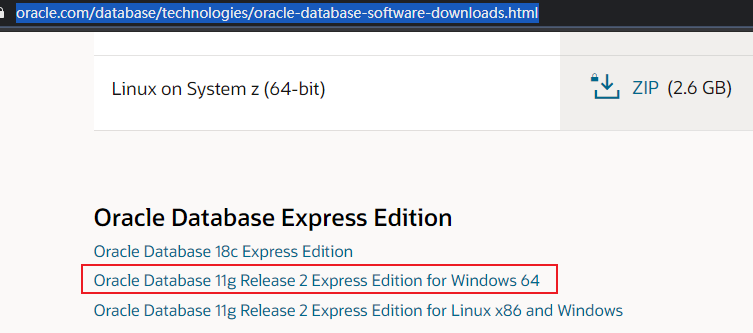 oracle.com/database/technologies/oracle-database-software-downloads.html
Linux on System z (64-bit)
ZIP (2.6 GB)
Oracle Database Express Edition
Oracle Database 18c Express Edition
Oracle Database 11g Release 2 Express Edition for Windows 64
Oracle Database 11g Release 2 Express Edition for Linux x86 and Windows